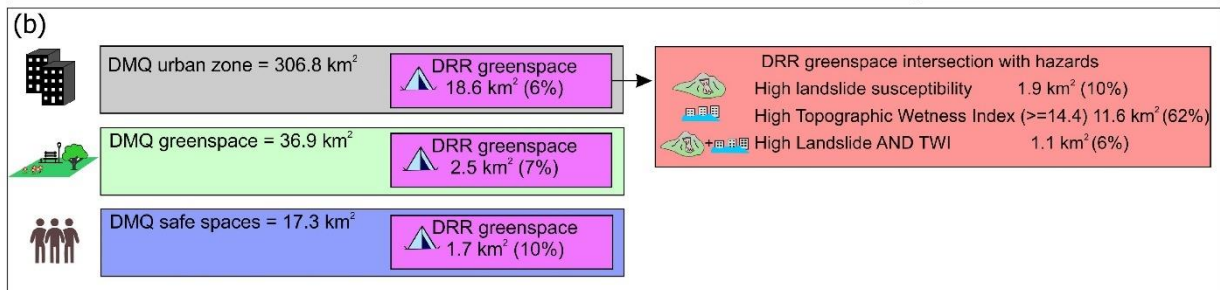 (b)
DMQ urban zone = 306.8 km²
DRR greenspace
18.6 km² (6%)
DMQ greenspace = 36.9 km²
DRR greenspace
2.5 km² (7%)
DMQ safe spaces = 17.3 km²
DRR greenspace
1.7 km² (10%)
DRR greenspace intersection with hazards
High landslide susceptibility 1.9 km² (10%)
High Topographic Wetness Index (>=14.4) 11.6 km² (62%)
+ High Landslide AND TWI 1.1 km² (6%)